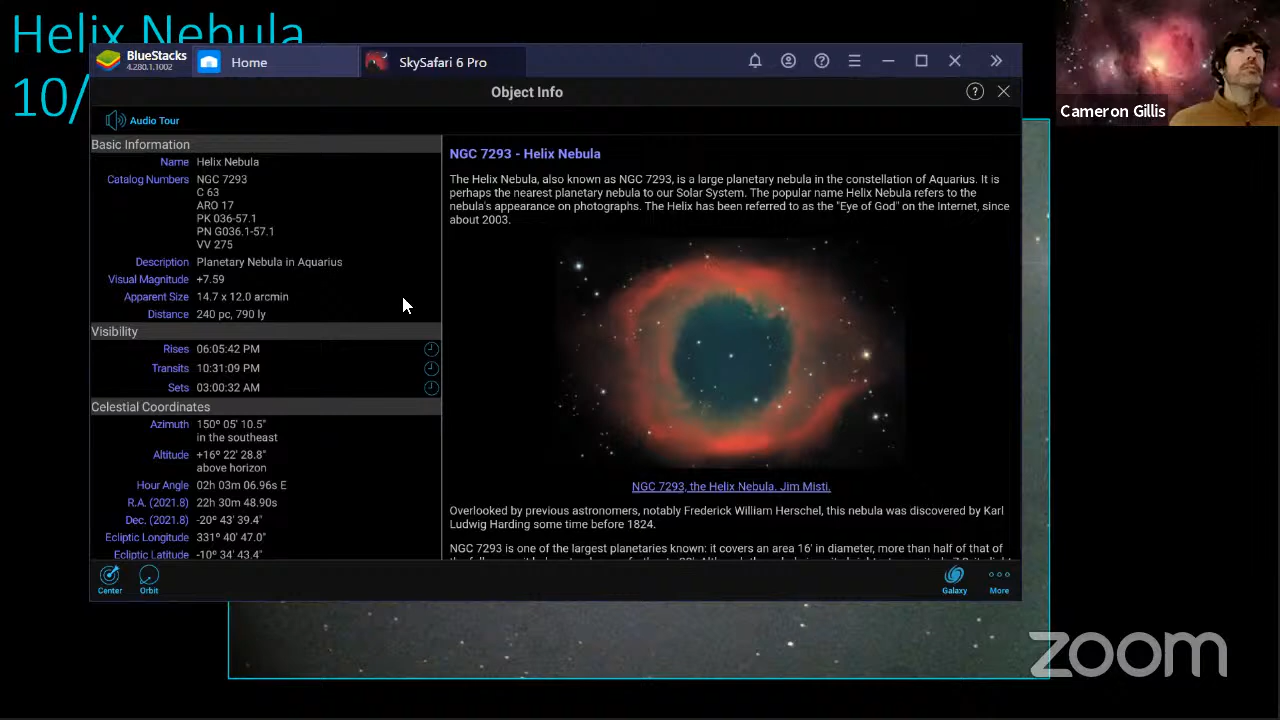 Helix Nebula
10/
BlueStacks
4.280.1.1002
Home
SkySafari 6 Pro
Object Info
Audio Tour
Basic Information
Name Helix Nebula
Catalog Numbers NGC 7293
C 63
ARO 17
PK 036-57.1
PN G036.1-57.1
VV 275
Description Planetary Nebula in Aquarius
Visual Magnitude +7.59
Apparent Size 14.7 x 12.0 arcmin
Distance 240 pc, 790 ly
Visibility
Rises 06:05:42 PM
Transits 10:31:09 PM
Sets 03:00:32 AM
Celestial Coordinates
Azimuth 150° 05' 10.5"
in the southeast
Altitude +16° 22' 28.8"
above horizon
Hour Angle 02h 03m 06.96s E
R.A. (2021.8) 22h 30m 48.90s
Dec. (2021.8) -20° 43' 39.4"
Ecliptic Longitude 331° 40' 47.0"
Ecliptic Latitude -10° 34' 43.4"
NGC 7293 - Helix Nebula
The Helix Nebula, also known as NGC 7293, is a large planetary nebula in the constellation of Aquarius. It is
perhaps the nearest planetary nebula to our Solar System. The popular name Helix Nebula refers to the
nebula's appearance on photographs. The Helix has been referred to as the "Eye of God" on the Internet, since
about 2003.
NGC 7293, the Helix Nebula. Jim Misti.
Overlooked by previous astronomers, notably Frederick William Herschel, this nebula was discovered by Karl
Ludwig Harding some time before 1824.
NGC 7293 is one of the largest planetaries known: it covers an area 16' in diameter, more than half of that of
Center
Orbit
Galaxy
More
Cameron Gillis
zoom